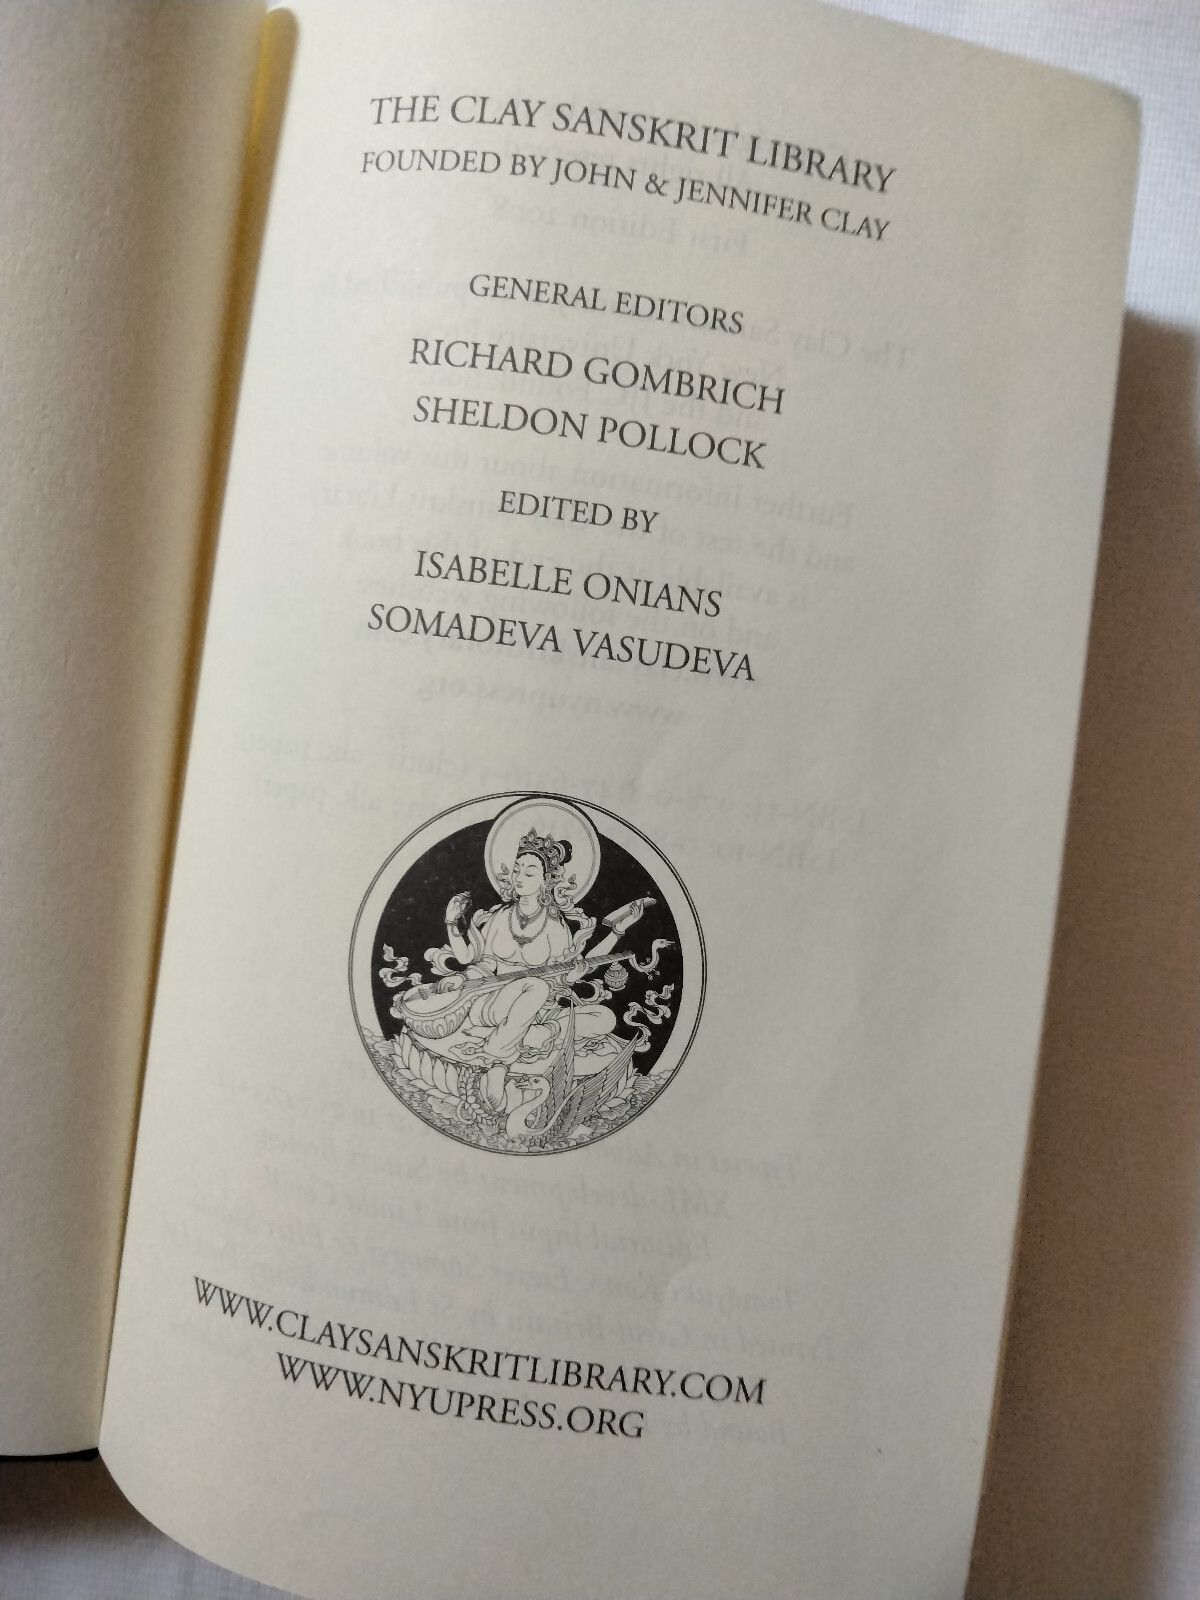 THE CLAY SANSKRIT LIBRARY
FOUNDED BY JOHN & JENNIFER CLAY
GENERAL EDITORS
RICHARD GOMBRICH
SHELDON POLLOCK
EDITED BY
ISABELLE ONIANS
SOMADEVA VASUDEVA
WWW.CLAYSANSKRITLIBRARY.COM
WWW.NYUPRESS.ORG